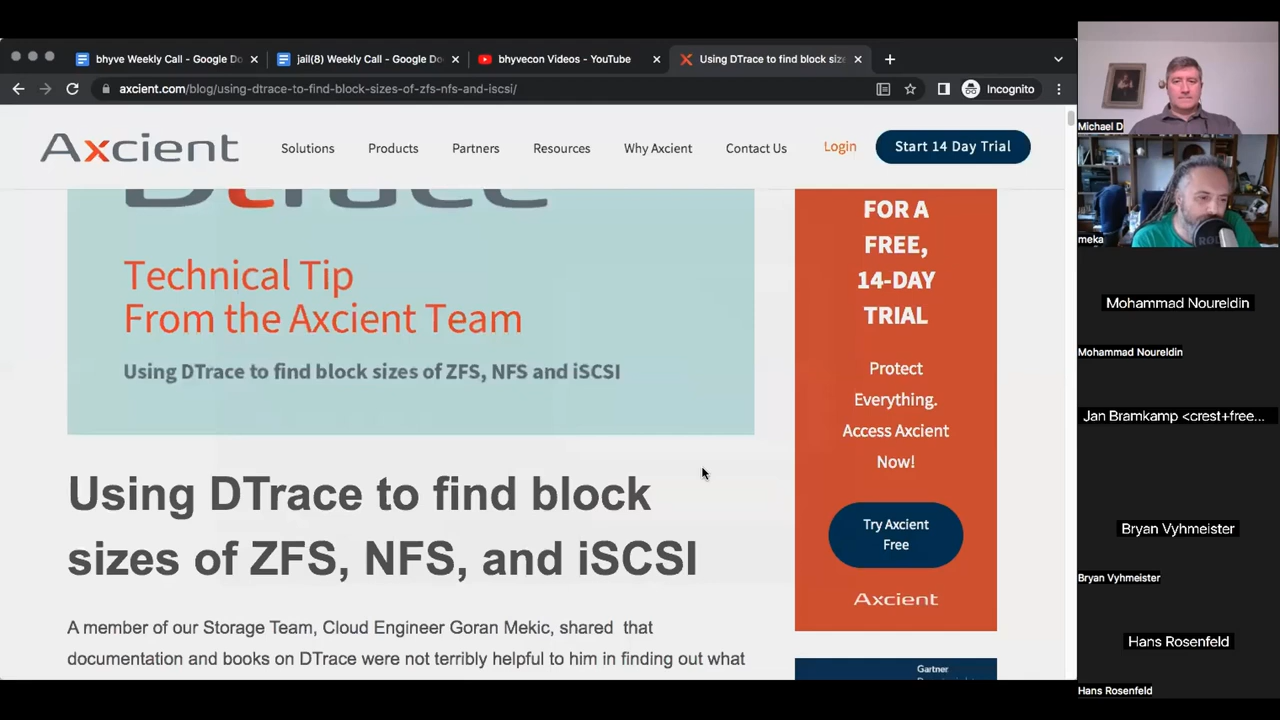 bhyve Weekly Call - Google Do
jail(8) Weekly Call - Google Do
bhyvecon Videos - YouTube
Using DTrace to find block size
axcient.com/blog/using-dtrace-to-find-block-sizes-of-zfs-nfs-and-iscsi/
Incognito
Axcient
Solutions
Products
Partners
Resources
Why Axcient
Contact Us
Login
Start 14 Day Trial
Technical Tip
From the Axcient Team
Using DTrace to find block sizes of ZFS, NFS and iSCSI
Using DTrace to find block
sizes of ZFS, NFS, and iSCSI
A member of our Storage Team, Cloud Engineer Goran Mekic, shared that
documentation and books on DTrace were not terribly helpful to him in finding out what
FOR A
FREE,
14-DAY
TRIAL
Protect
Everything.
Access Axcient
Now!
Try Axcient
Free
Axcient
Gartner
Michael D
meka
Mohammad Noureldin
Mohammad Noureldin
Jan Bramkamp <crest+free...
Bryan Vyhmeister
Bryan Vyhmeister
Hans Rosenfeld
Hans Rosenfeld